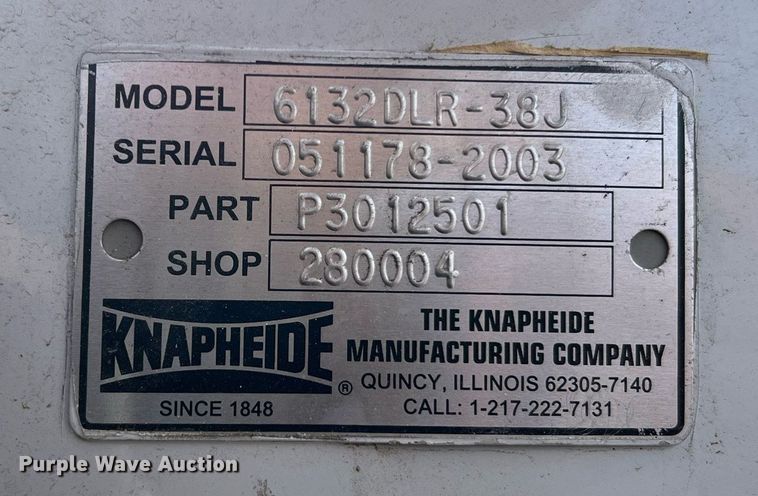 MODEL 6132DLR-38J
SERIAL 051178-2003
PART P3012501
SHOP 280004
KNAPHEIDE ®
SINCE 1848
THE KNAPHEIDE
MANUFACTURING COMPANY
QUINCY, ILLINOIS 62305-7140
CALL: 1-217-222-7131
Purple Wave Auction